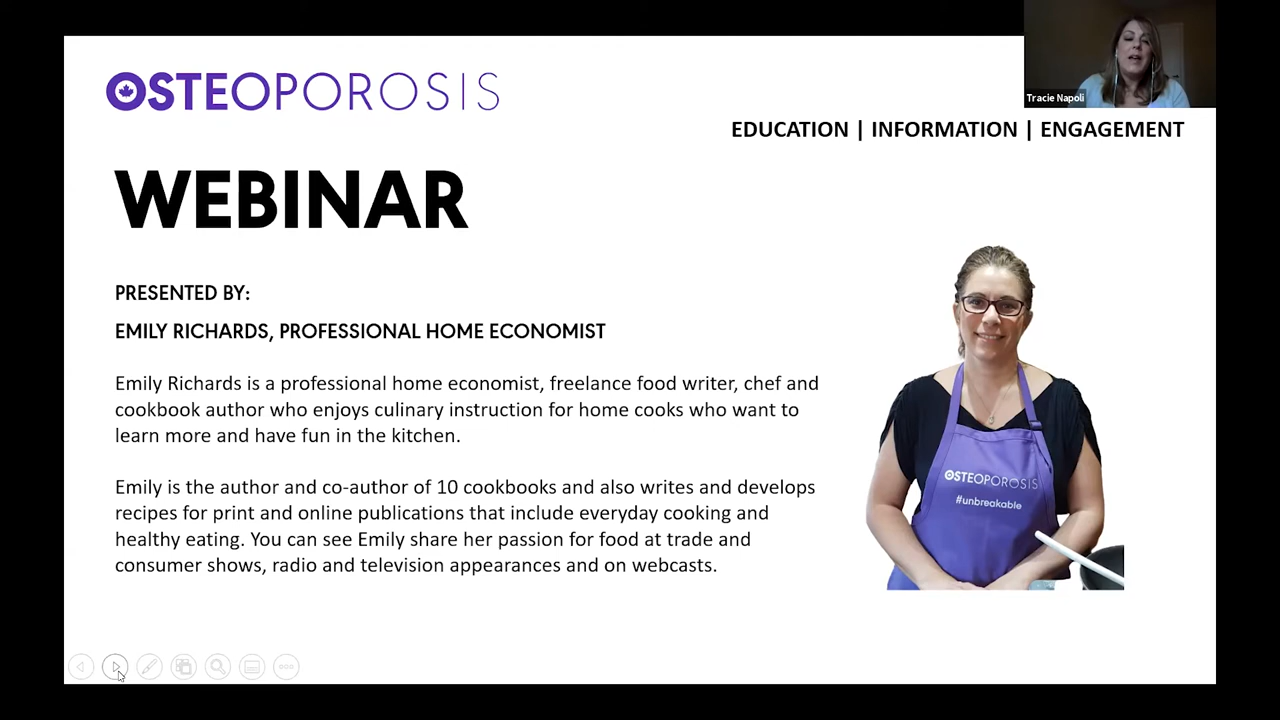 OSTEOPOROSIS
Tracie Napoli
EDUCATION | INFORMATION | ENGAGEMENT
WEBINAR
PRESENTED BY:
EMILY RICHARDS, PROFESSIONAL HOME ECONOMIST
Emily Richards is a professional home economist, freelance food writer, chef and
cookbook author who enjoys culinary instruction for home cooks who want to
learn more and have fun in the kitchen.
Emily is the author and co-author of 10 cookbooks and also writes and develops
recipes for print and online publications that include everyday cooking and
healthy eating. You can see Emily share her passion for food at trade and
consumer shows, radio and television appearances and on webcasts.
OSTEOPOROSIS
#unbreakable